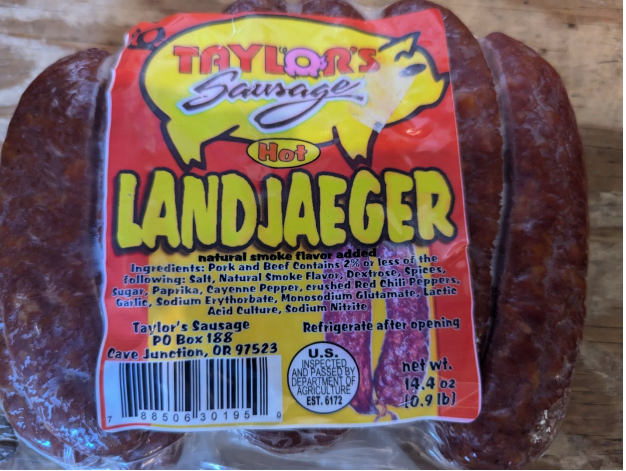 TAYLOR'S
Sausage
Hot
LANDJAEGER
natural smoke flavor added
Ingredients: Pork and Beef Contains 2% or less of the
following: Salt, Natural Smoke Flavor, Dextrose, Spices,
Sugar, Paprika, Cayenne Pepper, crushed Red Chili Peppers,
Garlic, Sodium Erythorbate, Monosodium Glutamate, Lactic
Acid Culture, Sodium Nitrite
Taylor's Sausage
PO Box 188
Cave Junction, OR 97523
Refrigerate after opening
U.S.
INSPECTED
AND PASSED BY
DEPARTMENT OF
AGRICULTURE
EST. 6172
net wt.
14.4 oz
(0.9 lb)
7 88506 30195 0